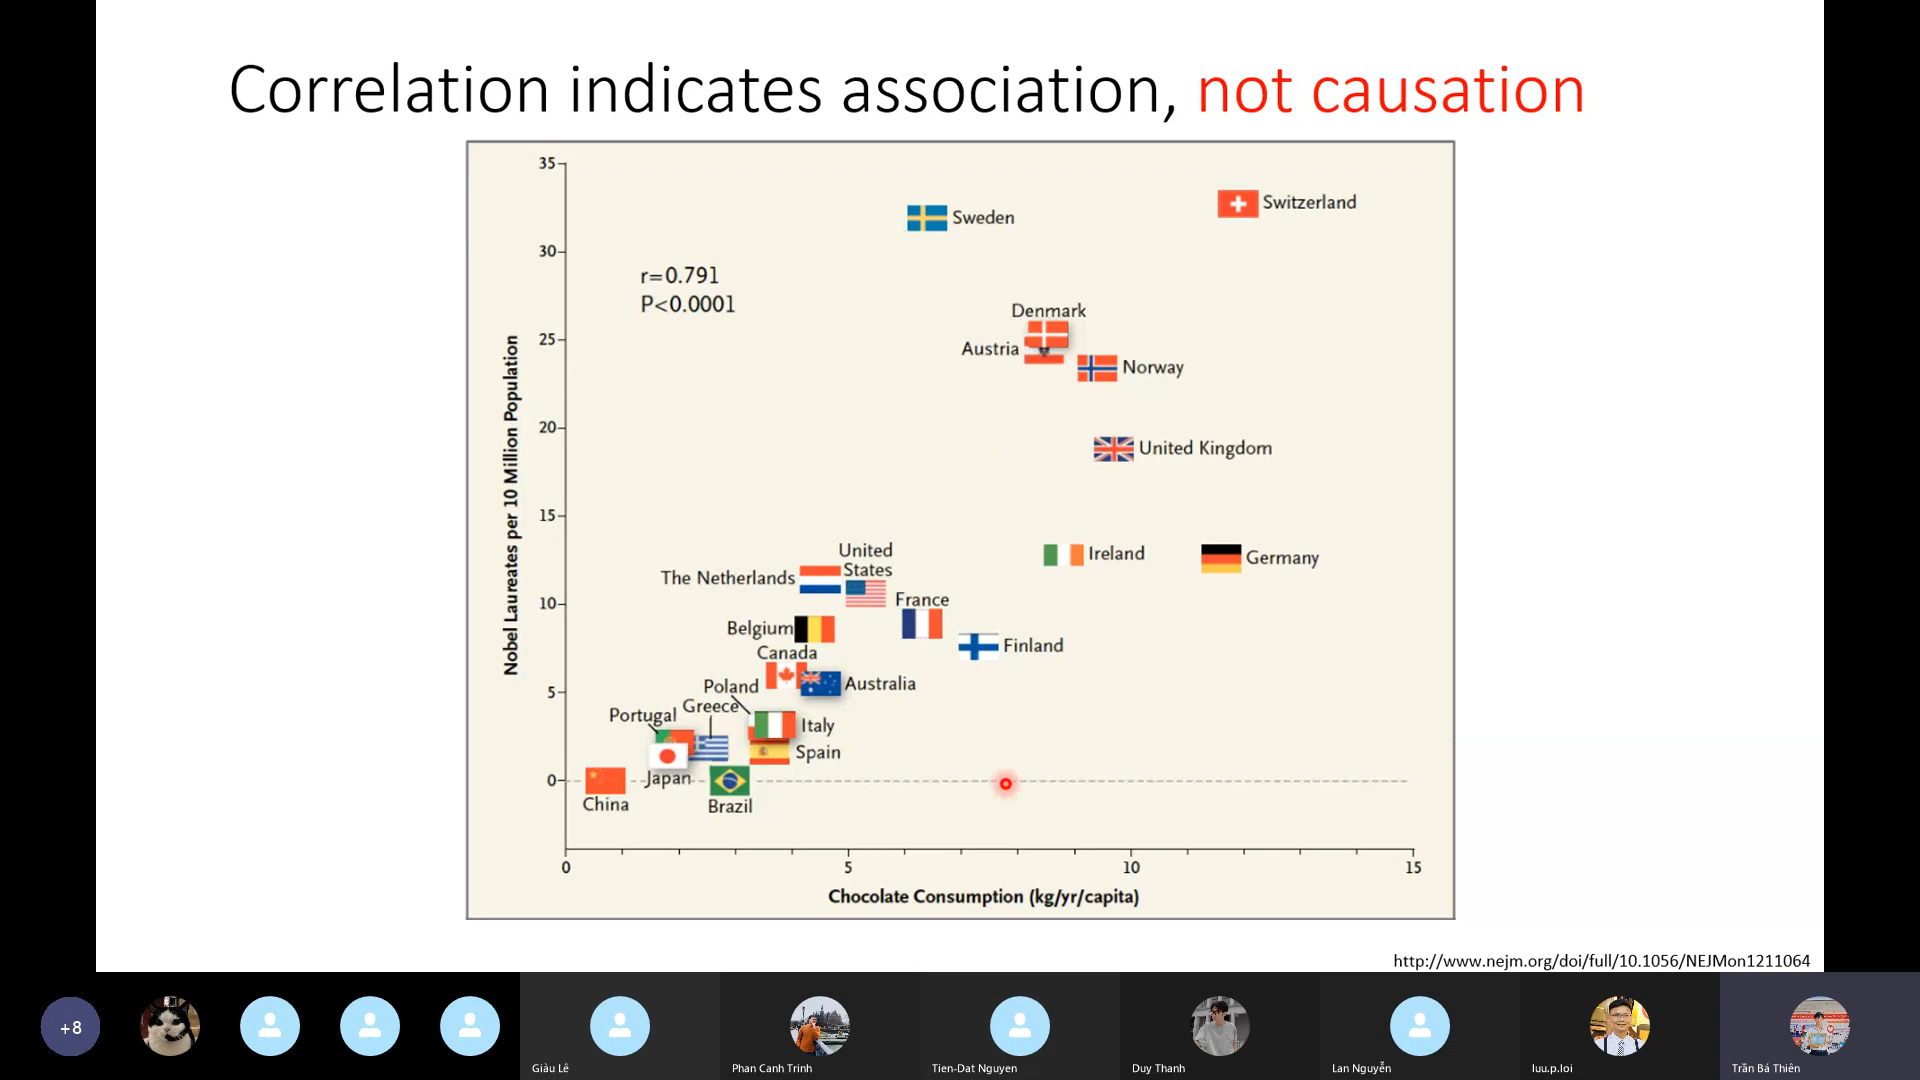 Correlation indicates association, not causation
35
30
25
20
15
10
5
0
Nobel Laureates per 10 Million Population
r=0.791
P<0.0001
Sweden
Switzerland
Denmark
Austria
Norway
United Kingdom
Ireland
Germany
United
States
The Netherlands
France
Belgium
Finland
Canada
Australia
Poland
Greece
Portugal
Italy
Spain
Japan
China
Brazil
0
5
10
15
Chocolate Consumption (kg/yr/capita)
http://www.nejm.org/doi/full/10.1056/NEJMon1211064
+8
Giàu Lê
Phan Canh Trinh
Tien-Dat Nguyen
Duy Thanh
Lan Nguyễn
luu.p.loi
Trần Bá Thiên